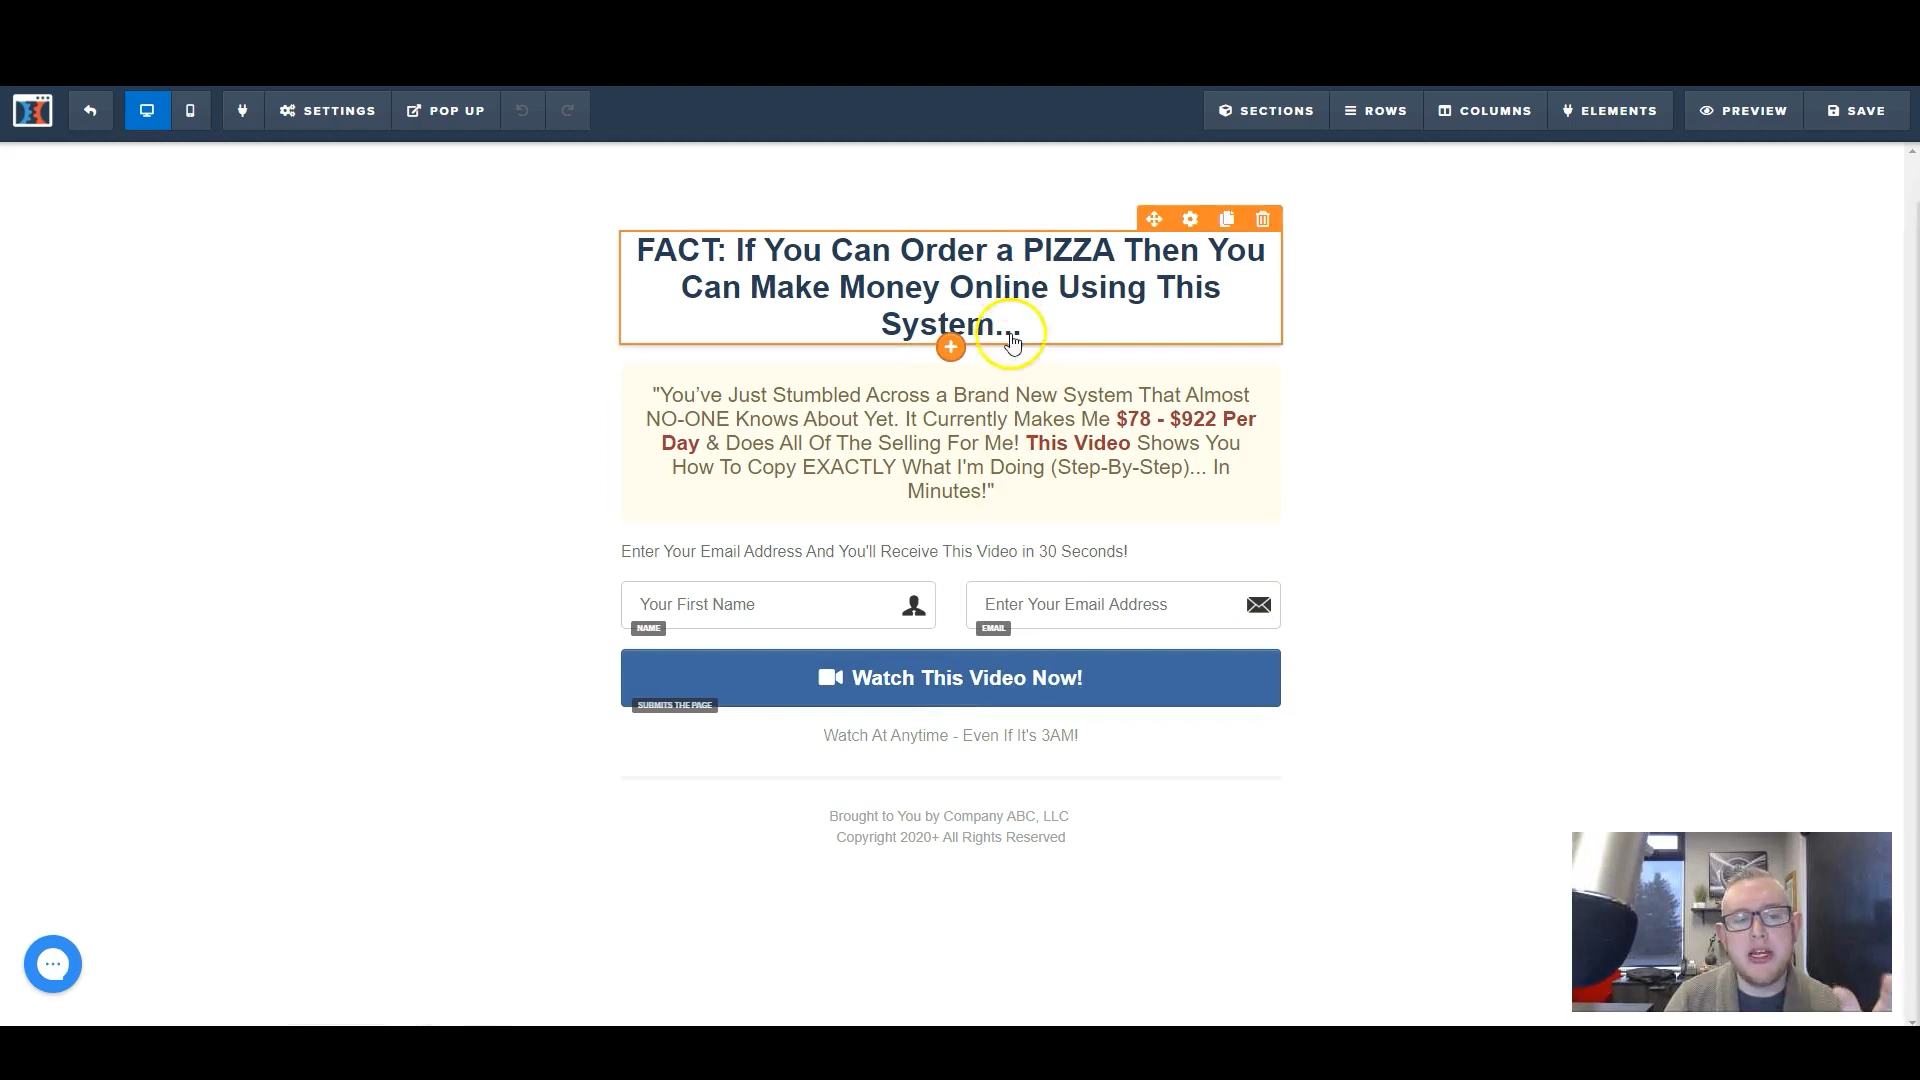 SETTINGS
POP UP
SECTIONS
ROWS
COLUMNS
ELEMENTS
PREVIEW
SAVE
FACT: If You Can Order a PIZZA Then You
Can Make Money Online Using This
System...
"You’ve Just Stumbled Across a Brand New System That Almost
NO-ONE Knows About Yet. It Currently Makes Me $78 - $922 Per
Day & Does All Of The Selling For Me! This Video Shows You
How To Copy EXACTLY What I'm Doing (Step-By-Step)... In
Minutes!"
Enter Your Email Address And You'll Receive This Video in 30 Seconds!
Your First Name
Enter Your Email Address
NAME
EMAIL
Watch This Video Now!
SUBMITS THE PAGE
Watch At Anytime - Even If It's 3AM!
Brought to You by Company ABC, LLC
Copyright 2020+ All Rights Reserved